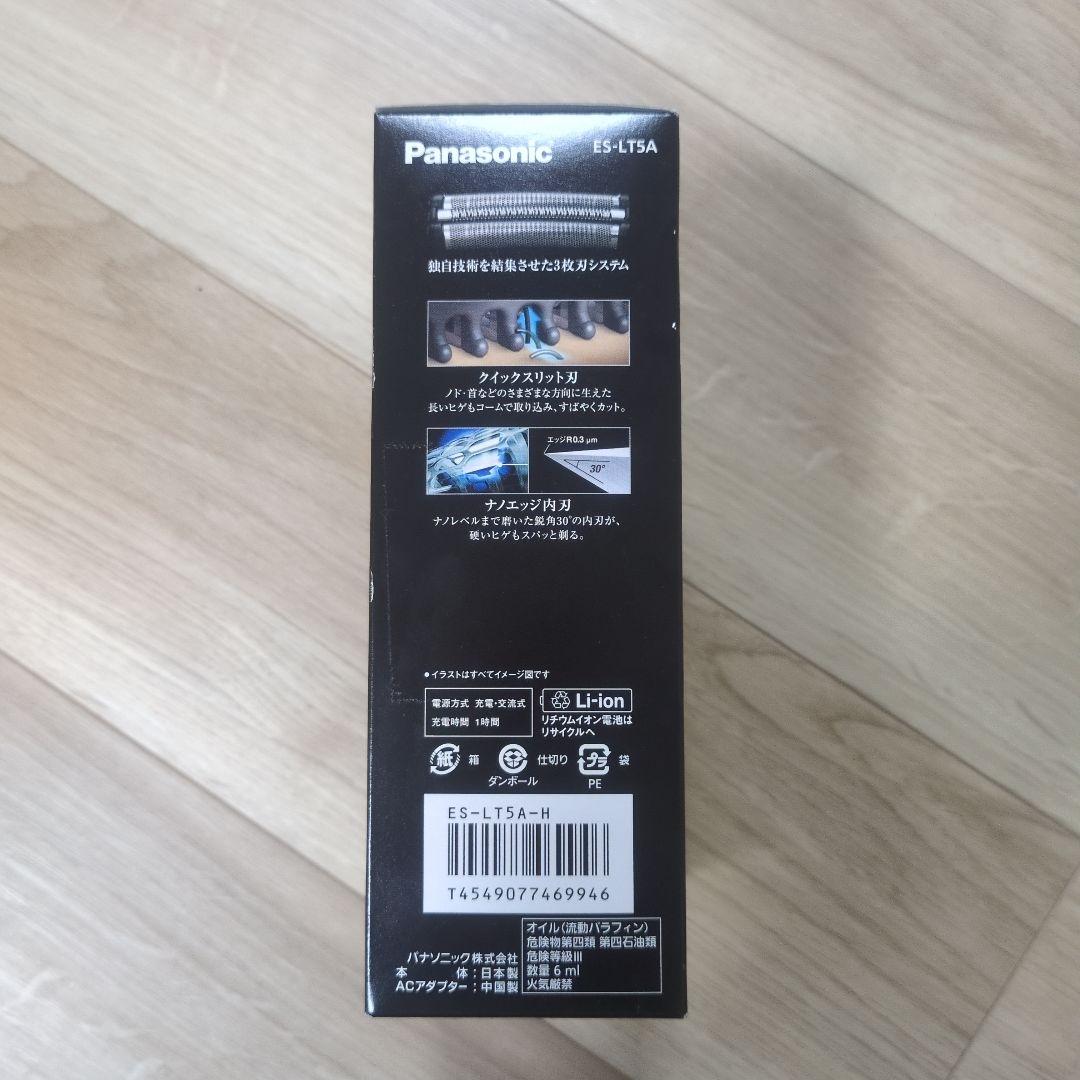 Panasonic ES-LT5A
独自技術を結集させた3枚刃システム
クイックスリット刃
ノド・首などのさまざまな方向に生えた
長いヒゲもコームで取り込み、すばやくカット。
エッジR0.3 μm
30°
ナノエッジ内刃
ナノレベルまで磨いた鋭角30°の内刃が、
硬いヒゲもスパッと剃る。
●イラストはすべてイメージ図です
電源方式 充電・交流式
充電時間 1時間
Li-ion
リチウムイオン電池は
リサイクルへ
紙 箱
ダンボール
仕切り
プラ 袋
PE
ES-LT5A-H
T4549077469946
パナソニック株式会社
本 体:日本製
ACアダプター:中国製
オイル(流動パラフィン)
危険物第四類 第四石油類
危険等級III
数量 6 ml
火気厳禁